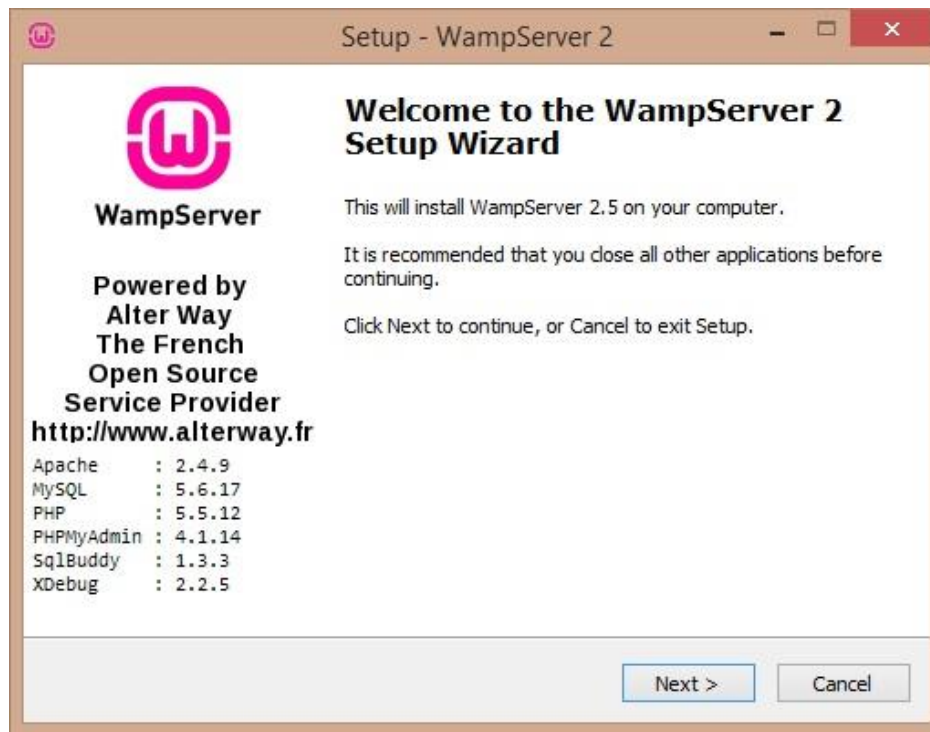 Setup - WampServer 2
WampServer
Powered by
Alter Way
The French
Open Source
Service Provider
http://www.alterway.fr
Apache : 2.4.9
MySQL : 5.6.17
PHP : 5.5.12
PHPMyAdmin : 4.1.14
SqlBuddy : 1.3.3
XDebug : 2.2.5
Welcome to the WampServer 2
Setup Wizard
This will install WampServer 2.5 on your computer.
It is recommended that you close all other applications before
continuing.
Click Next to continue, or Cancel to exit Setup.
Next >
Cancel